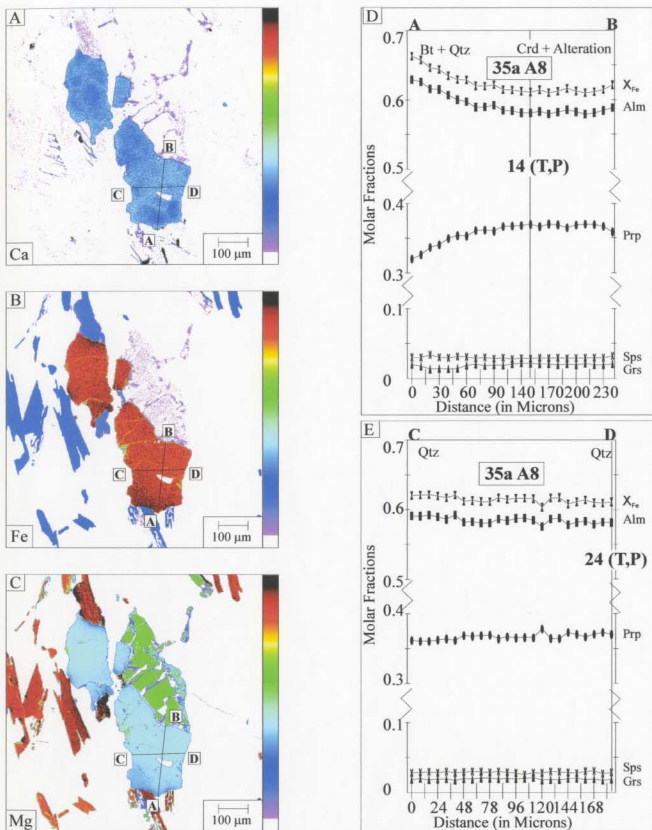 A
B
C
D
A
Ca
100 µm
B
B
C
D
A
Fe
100 µm
C
B
C
D
A
Mg
100 µm
D
A
B
0.7
Bt + Qtz
Crd + Alteration
35a A8
X Fe
0.6
Alm
0.5
14 (T,P)
Molar Fractions
0.4
Prp
0.3
0.1
Sps
Grs
0
0 30 60 90 140 170 200 230
Distance (in Microns)
E
C
D
0.7
Qtz
Qtz
35a A8
X Fe
0.6
Alm
24 (T,P)
0.5
Molar Fractions
0.4
Prp
0.3
0.1
Sps
Grs
0
0 24 48 78 96 120 144 168
Distance (in Microns)